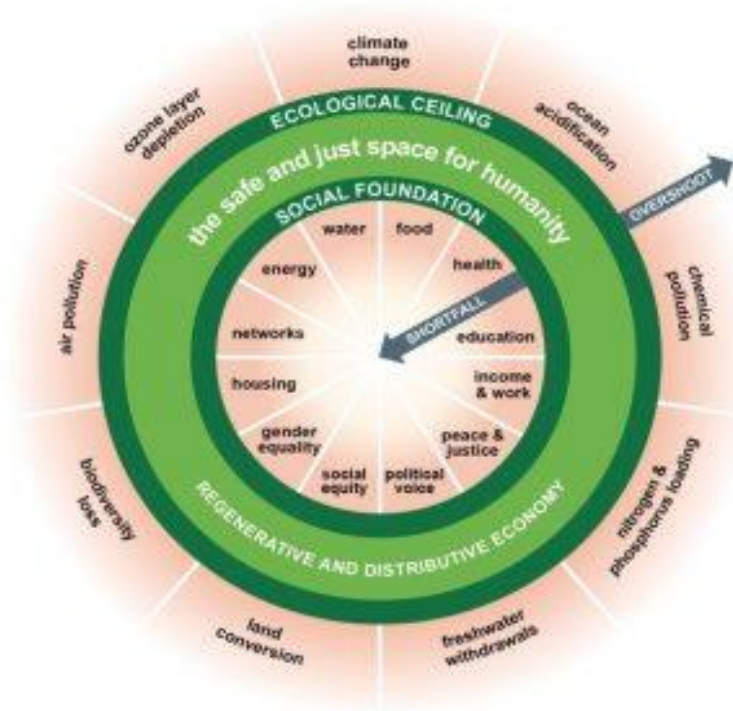 climate
change
ocean
acidification
chemical
pollution
nitrogen &
phosphorus loading
freshwater
withdrawals
land
conversion
biodiversity
loss
air pollution
ozone layer
depletion
ECOLOGICAL CEILING
the safe and just space for humanity
SOCIAL FOUNDATION
OVERSHOOT
SHORTFALL
water
food
health
education
income
& work
peace &
justice
political
voice
social
equity
gender
equality
housing
networks
energy
REGENERATIVE AND DISTRIBUTIVE ECONOMY